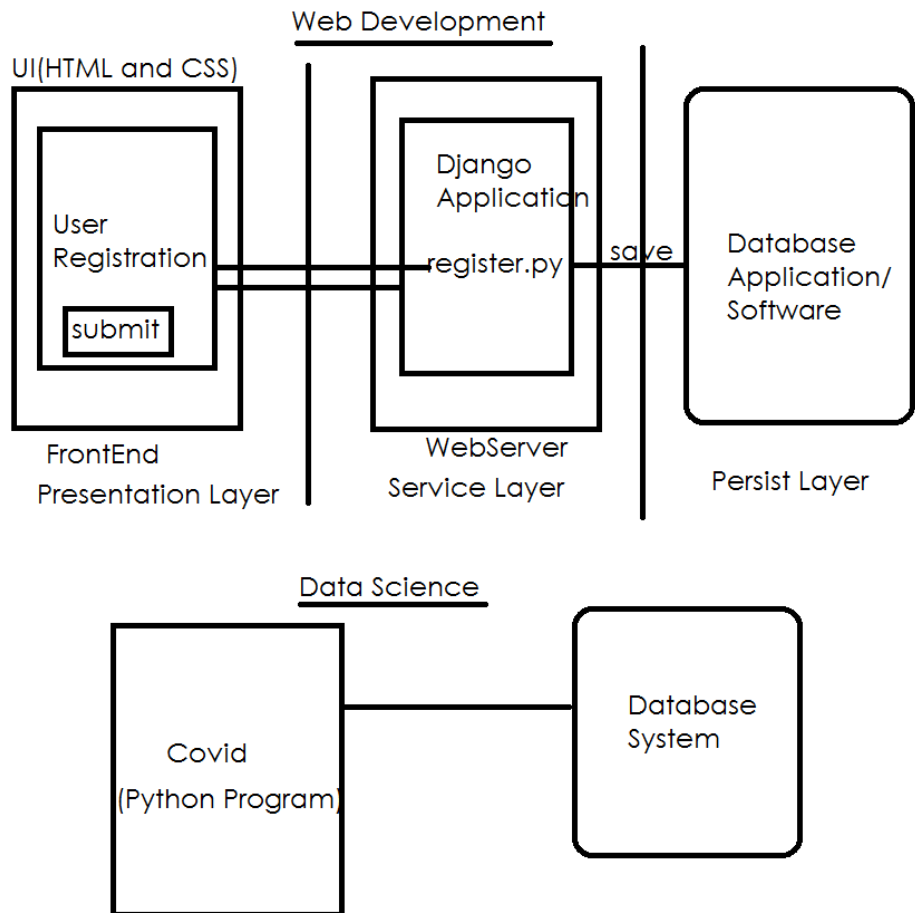 Web Development
UI(HTML and CSS)
User
Registration
submit
FrontEnd
Presentation Layer
Django
Application
register.py
WebServer
Service Layer
save
Database
Application/
Software
Persist Layer
Data Science
Covid
(Python Program)
Database
System